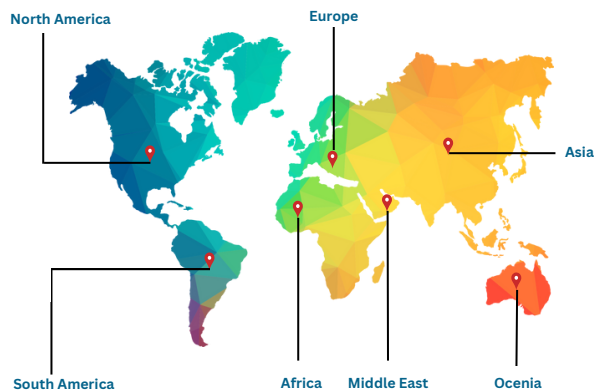 Europe
North America
Asia
South America
Africa
Middle East
Ocenia